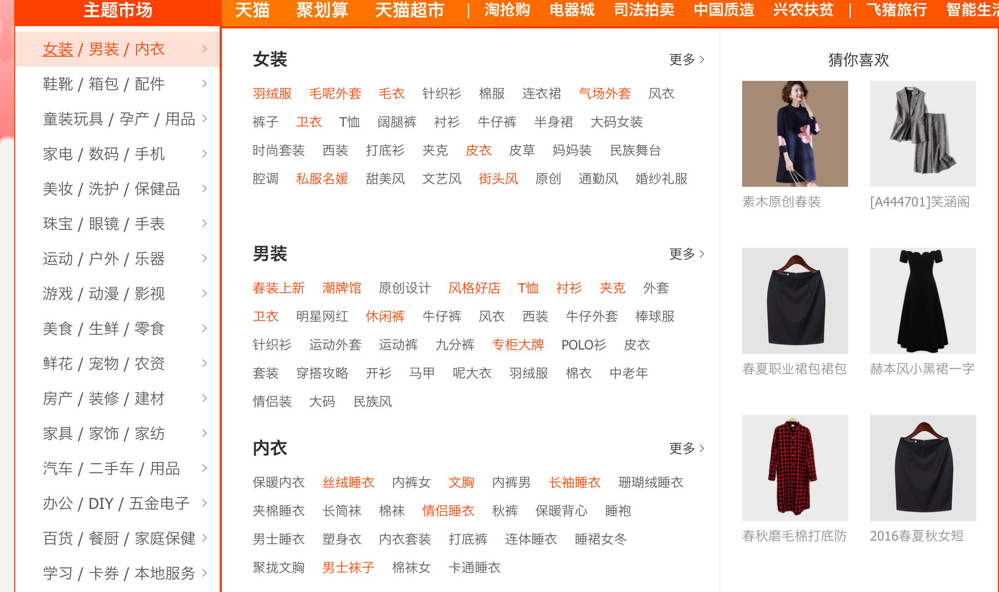 主题市场
天猫 聚划算 天猫超市 | 淘抢购 电器城 司法拍卖 中国质造 兴农扶贫 | 飞猪旅行 智能生活
女装 / 男装 / 内衣
鞋靴 / 箱包 / 配件
童装玩具 / 孕产 / 用品
家电 / 数码 / 手机
美妆 / 洗护 / 保健品
珠宝 / 眼镜 / 手表
运动 / 户外 / 乐器
游戏 / 动漫 / 影视
美食 / 生鲜 / 零食
鲜花 / 宠物 / 农资
房产 / 装修 / 建材
家具 / 家饰 / 家纺
汽车 / 二手车 / 用品
办公 / DIY / 五金电子
百货 / 餐厨 / 家庭保健
学习 / 卡券 / 本地服务
女装 更多
羽绒服 毛呢外套 毛衣 针织衫 棉服 连衣裙 气场外套 风衣
裤子 卫衣 T恤 阔腿裤 衬衫 牛仔裤 半身裙 大码女装
时尚套装 西装 打底衫 夹克 皮衣 皮草 妈妈装 民族舞台
腔调 私服名媛 甜美风 文艺风 街头风 原创 通勤风 婚纱礼服
男装 更多
春装上新 潮牌馆 原创设计 风格好店 T恤 衬衫 夹克 外套
卫衣 明星网红 休闲裤 牛仔裤 风衣 西装 牛仔外套 棒球服
针织衫 运动外套 运动裤 九分裤 专柜大牌 POLO衫 皮衣
套装 穿搭攻略 开衫 马甲 呢大衣 羽绒服 棉衣 中老年
情侣装 大码 民族风
内衣 更多
保暖内衣 丝绒睡衣 内裤女 文胸 内裤男 长袖睡衣 珊瑚绒睡衣
夹棉睡衣 长筒袜 棉袜 情侣睡衣 秋裤 保暖背心 睡袍
男士睡衣 塑身衣 内衣套装 打底裤 连体睡衣 睡裙女冬
聚拢文胸 男士袜子 棉袜女 卡通睡衣
猜你喜欢
素木原创春装 [A444701]笑涵阁
春夏职业裙包裙包 赫本风小黑裙一字
春秋磨毛棉打底防 2016春夏秋女短